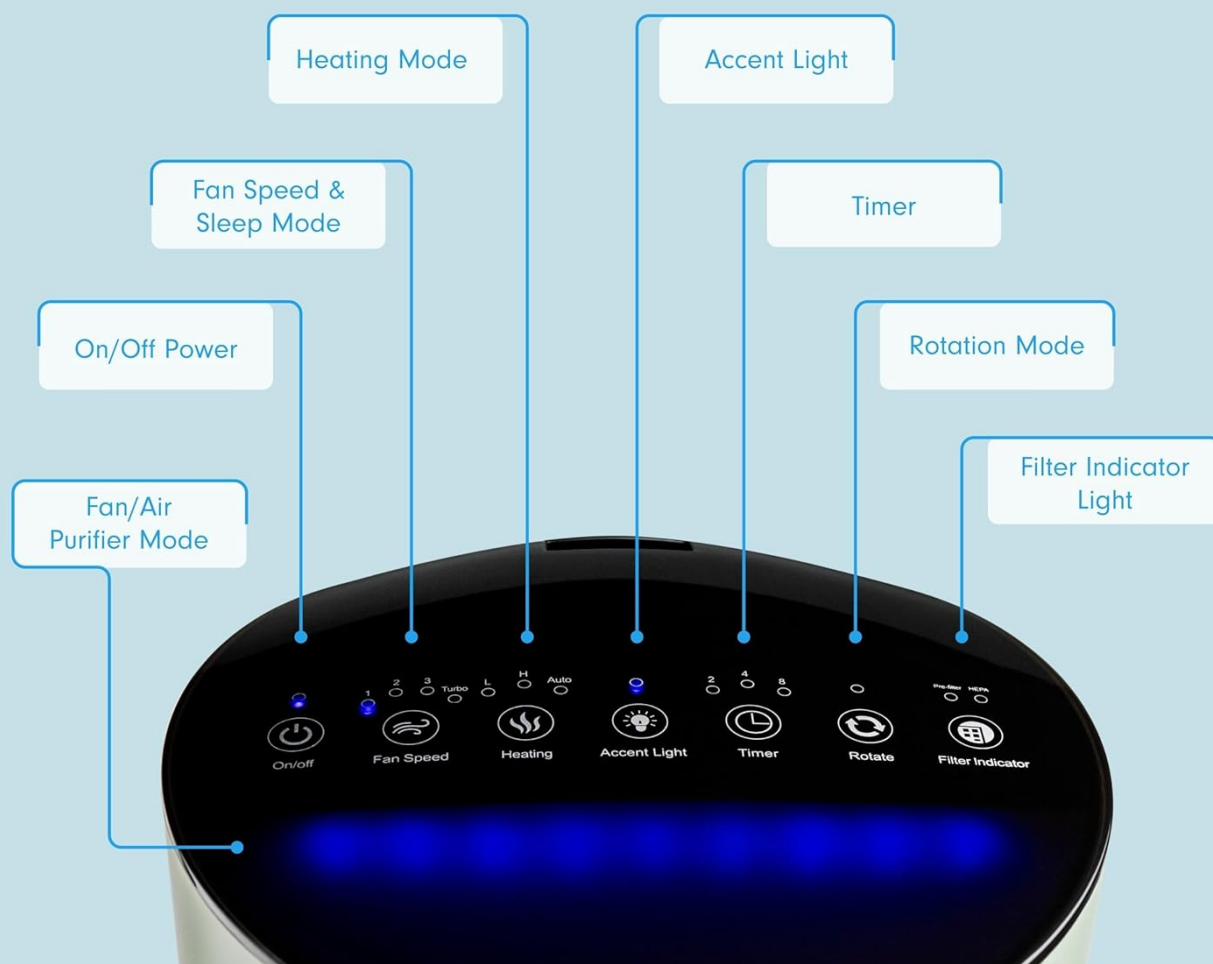 Heating Mode
Accent Light
Fan Speed &
Sleep Mode
Timer
On/Off Power
Rotation Mode
Filter Indicator
Light
Fan/Air
Purifier Mode
1 2 3 Turbo
L H Auto
2 4 8
Pre-filter HEPA
On/off
Fan Speed
Heating
Accent Light
Timer
Rotate
Filter Indicator